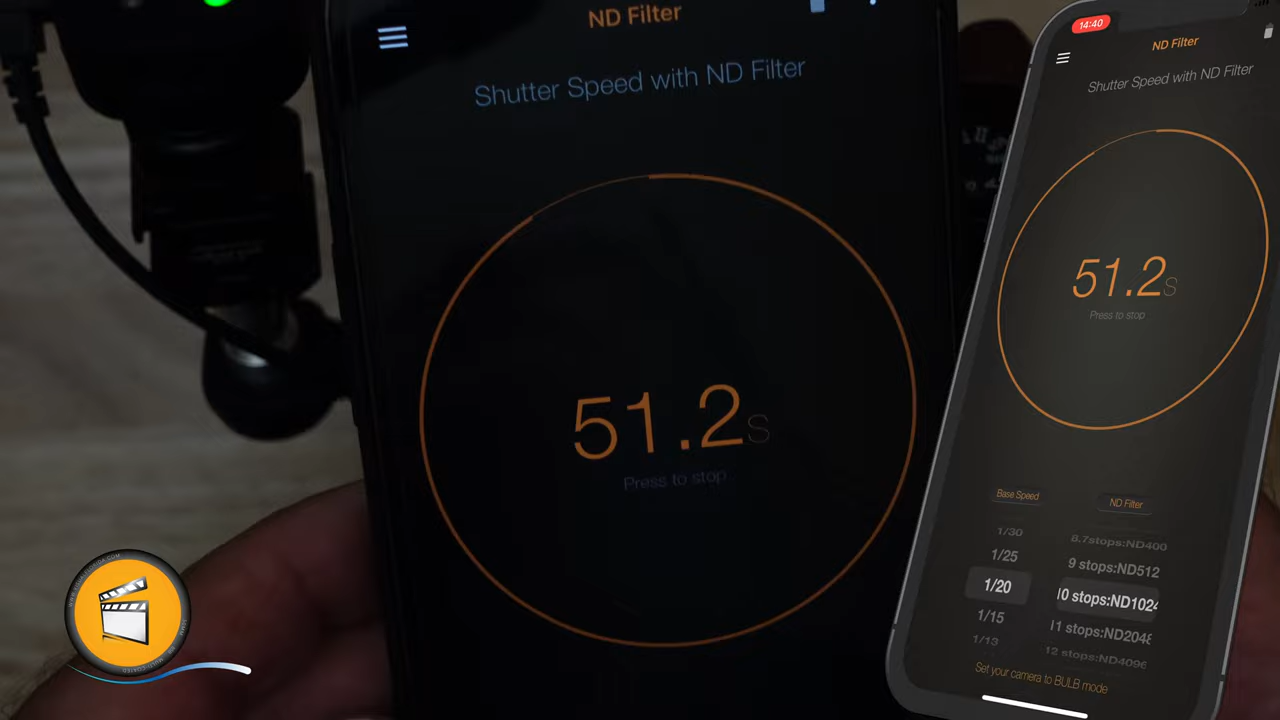 ND Filter
Shutter Speed with ND Filter
51.2s
Press to stop
14:40
ND Filter
Shutter Speed with ND Filter
51.2s
Press to stop
Base Speed
ND Filter
1/30
8.7stops:ND400
1/25
9 stops:ND512
1/20
10 stops:ND1024
1/15
11 stops:ND2048
1/13
12 stops:ND4096
Set your camera to BULB mode